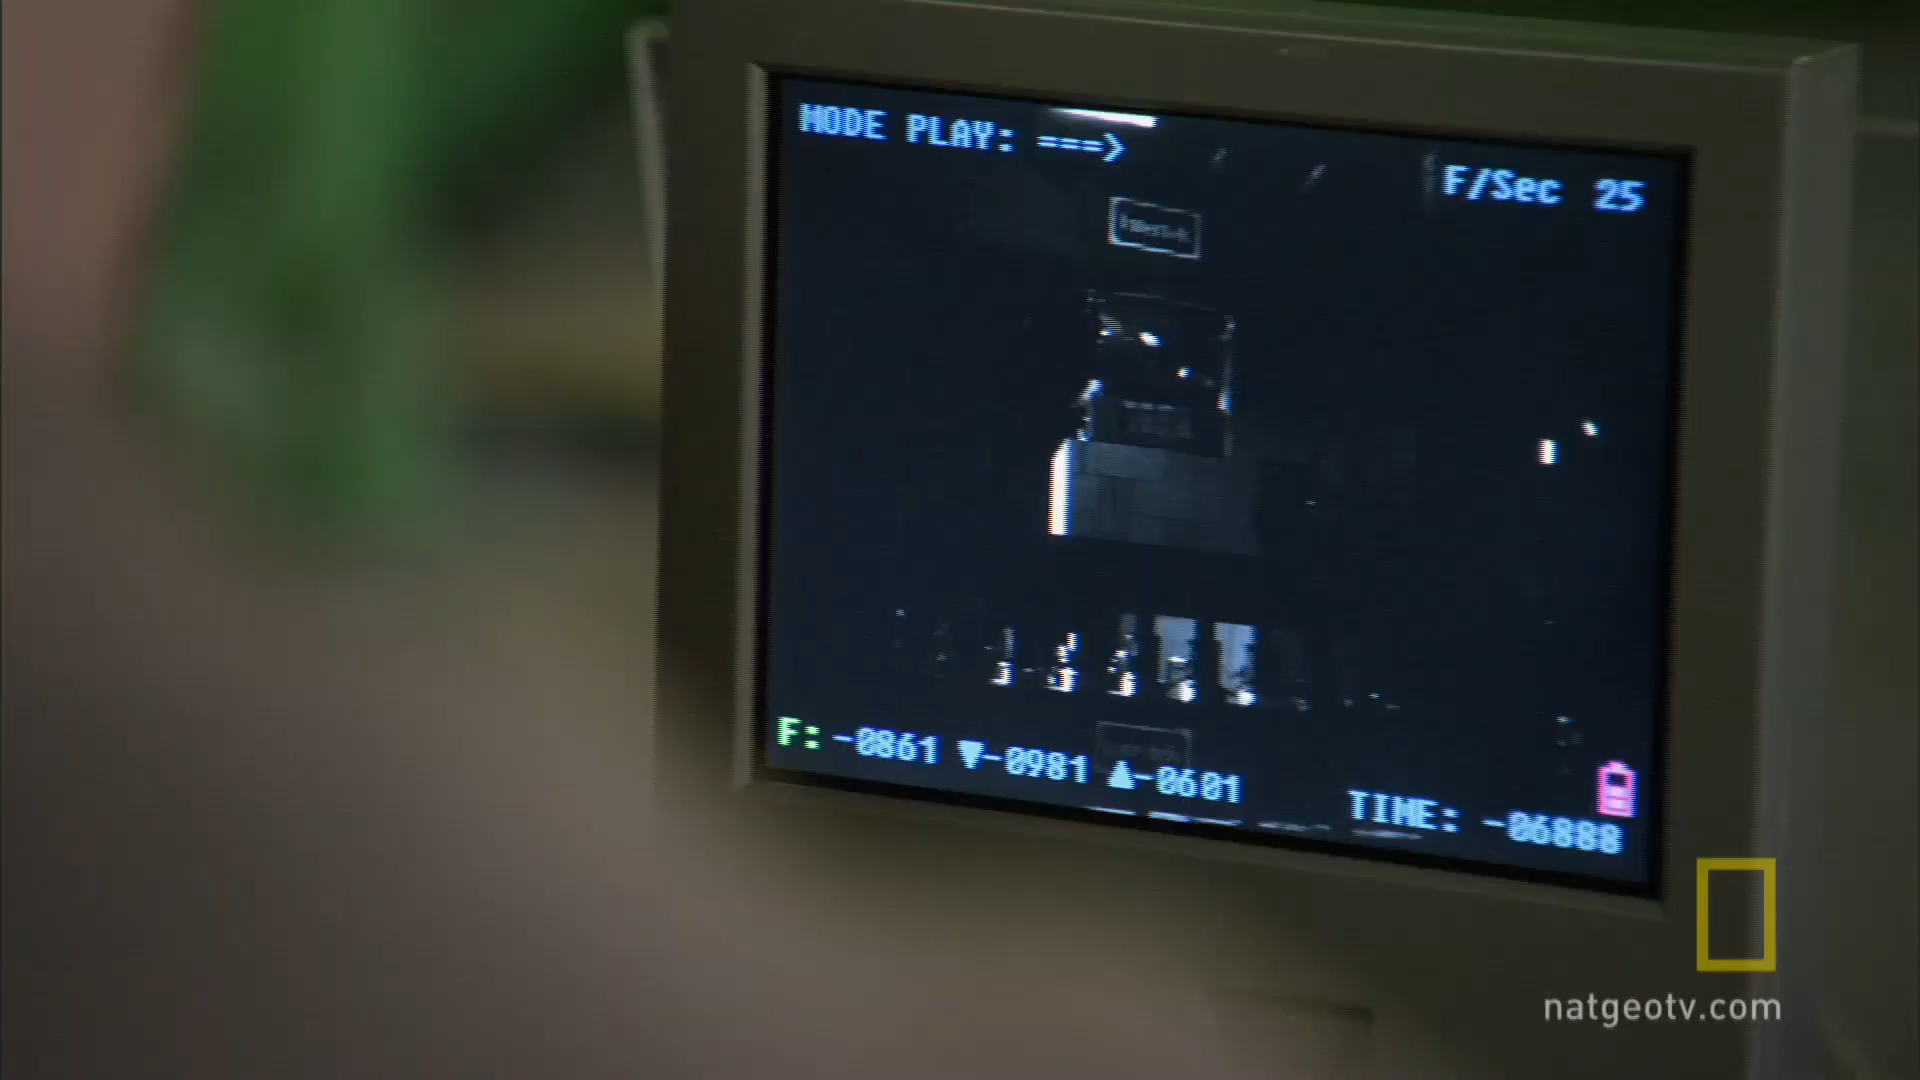 MODE PLAY: ===>
F/Sec 25
F: -0861 ▼-0981 ▲-0601
TIME: -06888
natgeotv.com